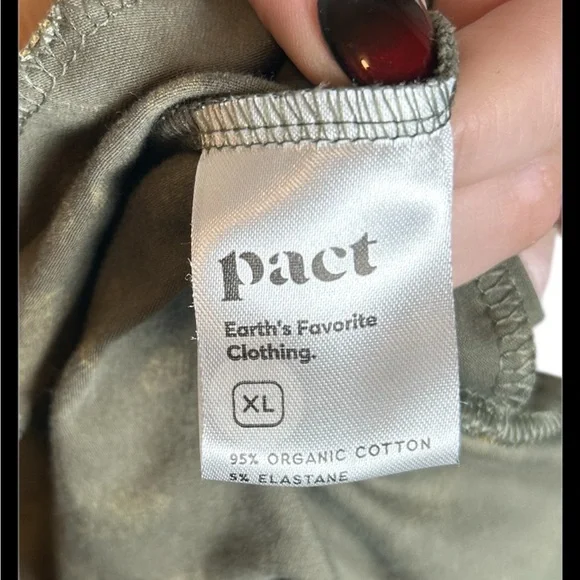 pact
Earth's Favorite
Clothing.
XL
95% ORGANIC COTTON
5% ELASTANE